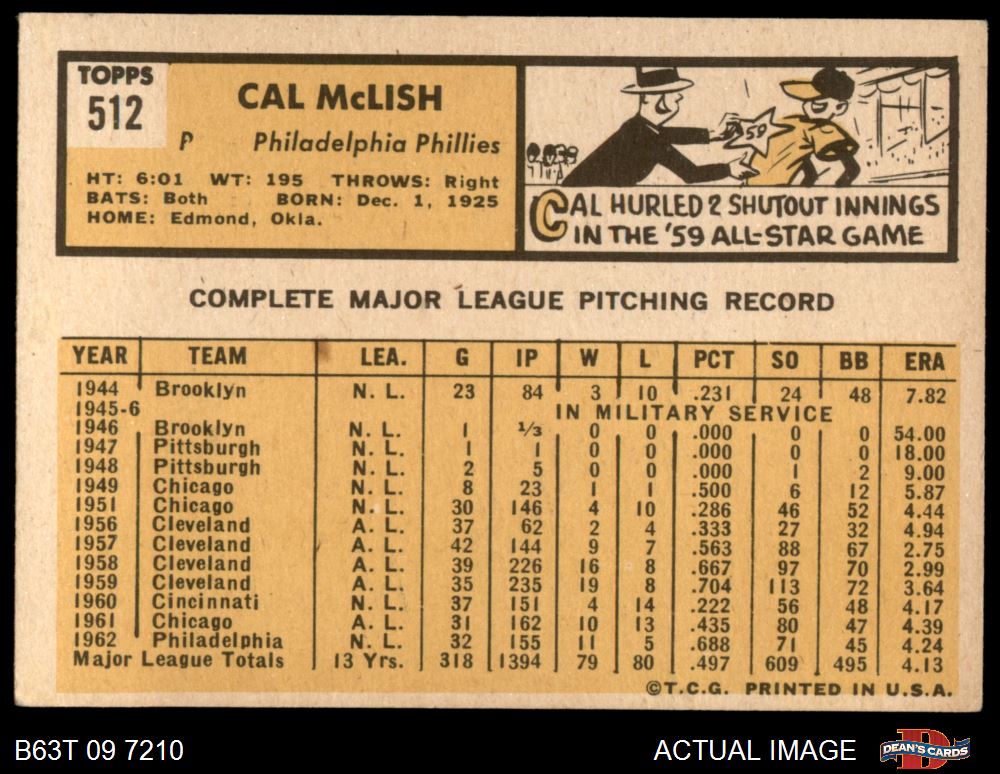 TOPPS
512
CAL McLISH
P Philadelphia Phillies
HT: 6:01 WT: 195 THROWS: Right
BATS: Both BORN: Dec. 1, 1925
HOME: Edmond, Okla.
59
CAL HURLED 2 SHUTOUT INNINGS
IN THE '59 ALL-STAR GAME
COMPLETE MAJOR LEAGUE PITCHING RECORD
YEAR TEAM LEA. G IP W L PCT SO BB ERA
1944 Brooklyn N. L. 23 84 3 10 .231 24 48 7.82
1945-6 IN MILITARY SERVICE
1946 Brooklyn N. L. 1 1/3 0 0 .000 0 0 54.00
1947 Pittsburgh N. L. 1 1 0 0 .000 0 0 18.00
1948 Pittsburgh N. L. 2 5 0 0 .000 1 2 9.00
1949 Chicago N. L. 8 23 1 1 .500 6 12 5.87
1951 Chicago N. L. 30 146 4 10 .286 46 52 4.44
1956 Cleveland A. L. 37 62 2 4 .333 27 32 4.94
1957 Cleveland A. L. 42 144 9 7 .563 88 67 2.75
1958 Cleveland A. L. 39 226 16 8 .667 97 70 2.99
1959 Cleveland A. L. 35 235 19 8 .704 113 72 3.64
1960 Cincinnati N. L. 37 151 4 14 .222 56 48 4.17
1961 Chicago A. L. 31 162 10 13 .435 80 47 4.39
1962 Philadelphia N. L. 32 155 11 5 .688 71 45 4.24
Major League Totals 13 Yrs. 318 1394 79 80 .497 609 495 4.13
©T.C.G. PRINTED IN U.S.A.
B63T 09 7210 ACTUAL IMAGE DEAN'S CARDS